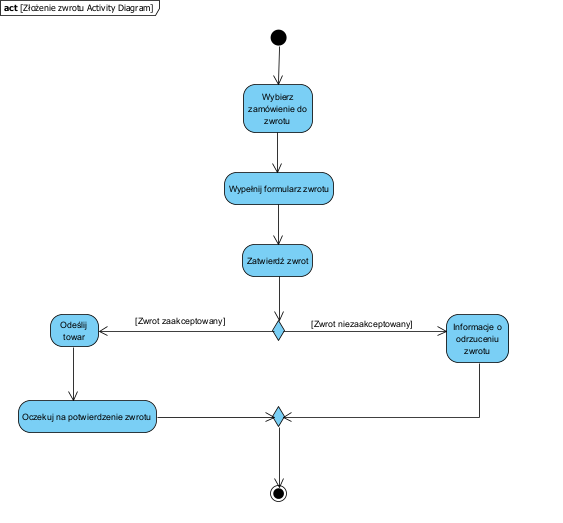 act [Złożenie zwrotu Activity Diagram]
Wybierz
zamówienie do
zwrotu
Wypełnij formularz zwrotu
Zatwierdź zwrot
[Zwrot zaakceptowany]
[Zwrot niezaakceptowany]
Odeślij
towar
Informacje o
odrzuceniu
zwrotu
Oczekuj na potwierdzenie zwrotu